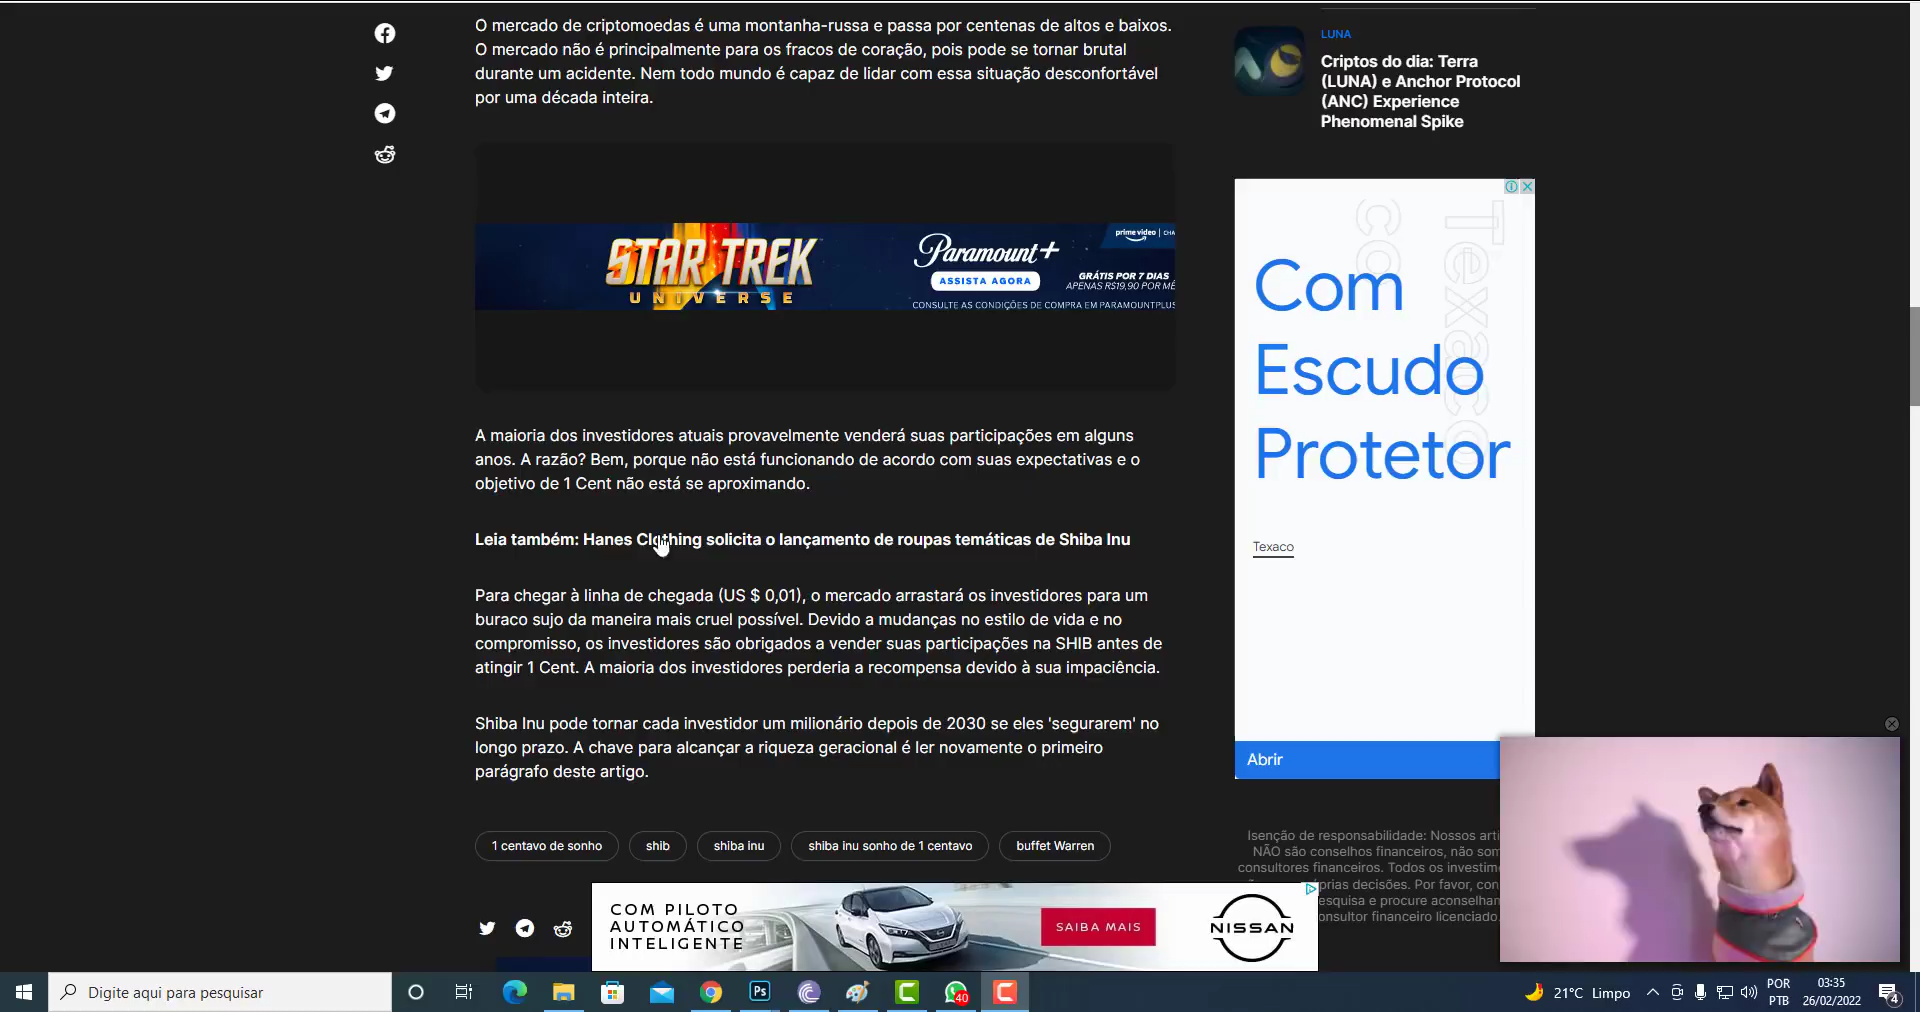 O mercado de criptomoedas é uma montanha-russa e passa por centenas de altos e baixos.
O mercado não é principalmente para os fracos de coração, pois pode se tornar brutal
durante um acidente. Nem todo mundo é capaz de lidar com essa situação desconfortável
por uma década inteira.
STAR TREK
UNIVERSE
Paramount+
ASSISTA AGORA
prime video | CHA
GRÁTIS POR 7 DIAS
APENAS R$19,90 POR MÊ
CONSULTE AS CONDIÇÕES DE COMPRA EM PARAMOUNTPLUS
A maioria dos investidores atuais provavelmente venderá suas participações em alguns
anos. A razão? Bem, porque não está funcionando de acordo com suas expectativas e o
objetivo de 1 Cent não está se aproximando.
Leia também: Hanes Clothing solicita o lançamento de roupas temáticas de Shiba Inu
Para chegar à linha de chegada (US $ 0,01), o mercado arrastará os investidores para um
buraco sujo da maneira mais cruel possível. Devido a mudanças no estilo de vida e no
compromisso, os investidores são obrigados a vender suas participações na SHIB antes de
atingir 1 Cent. A maioria dos investidores perderia a recompensa devido à sua impaciência.
Shiba Inu pode tornar cada investidor um milionário depois de 2030 se eles 'segurarem' no
longo prazo. A chave para alcançar a riqueza geracional é ler novamente o primeiro
parágrafo deste artigo.
1 centavo de sonho
shib
shiba inu
shiba inu sonho de 1 centavo
buffet Warren
LUNA
Criptos do dia: Terra
(LUNA) e Anchor Protocol
(ANC) Experience
Phenomenal Spike
Texaco
co
Com
Escudo
Protetor
Texaco
Abrir
Isenção de responsabilidade: Nossos arti
NÃO são conselhos financeiros, não som
consultores financeiros. Todos os investime
prias decisões. Por favor, con
esquisa e procure aconselham
onsultor financeiro licenciado.
COM PILOTO
AUTOMÁTICO
INTELIGENTE
SAIBA MAIS
NISSAN
Digite aqui para pesquisar
Ps
40
21°C Limpo
POR
PTB
03:35
26/02/2022
4